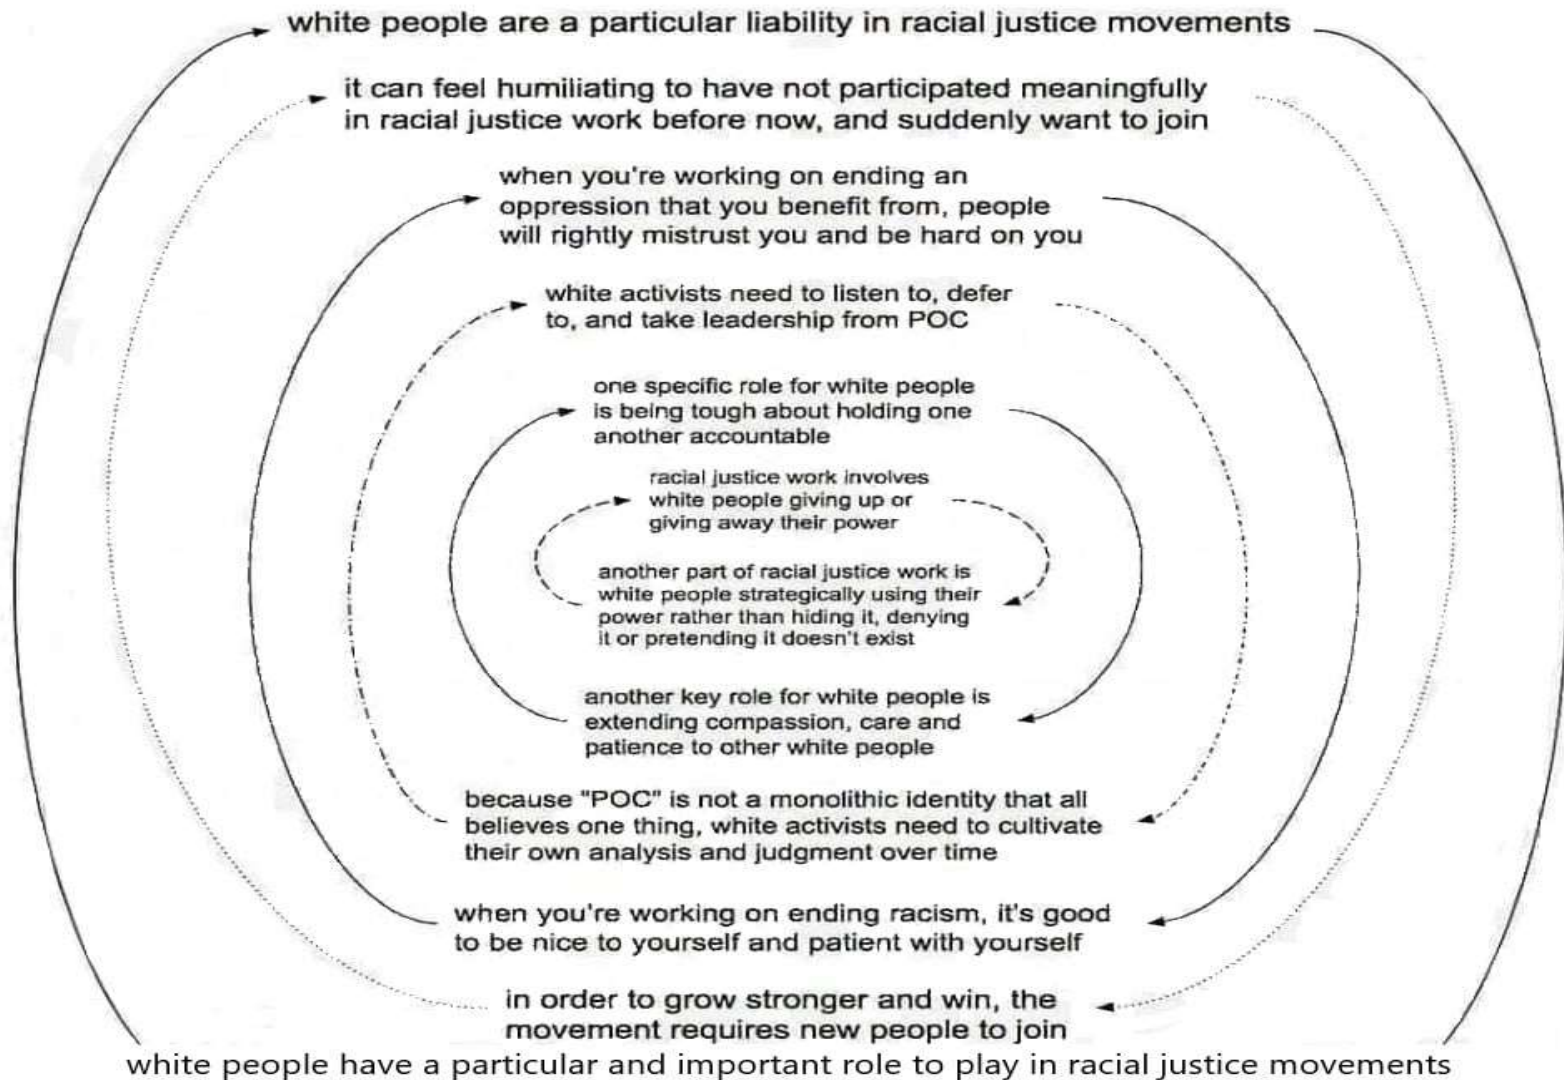 white people are a particular liability in racial justice movements
it can feel humiliating to have not participated meaningfully
in racial justice work before now, and suddenly want to join
when you're working on ending an
oppression that you benefit from, people
will rightly mistrust you and be hard on you
white activists need to listen to, defer
to, and take leadership from POC
one specific role for white people
is being tough about holding one
another accountable
racial justice work involves
white people giving up or
giving away their power
another part of racial justice work is
white people strategically using their
power rather than hiding it, denying
it or pretending it doesn't exist
another key role for white people is
extending compassion, care and
patience to other white people
because "POC" is not a monolithic identity that all
believes one thing, white activists need to cultivate
their own analysis and judgment over time
when you're working on ending racism, it's good
to be nice to yourself and patient with yourself
in order to grow stronger and win, the
movement requires new people to join
white people have a particular and important role to play in racial justice movements